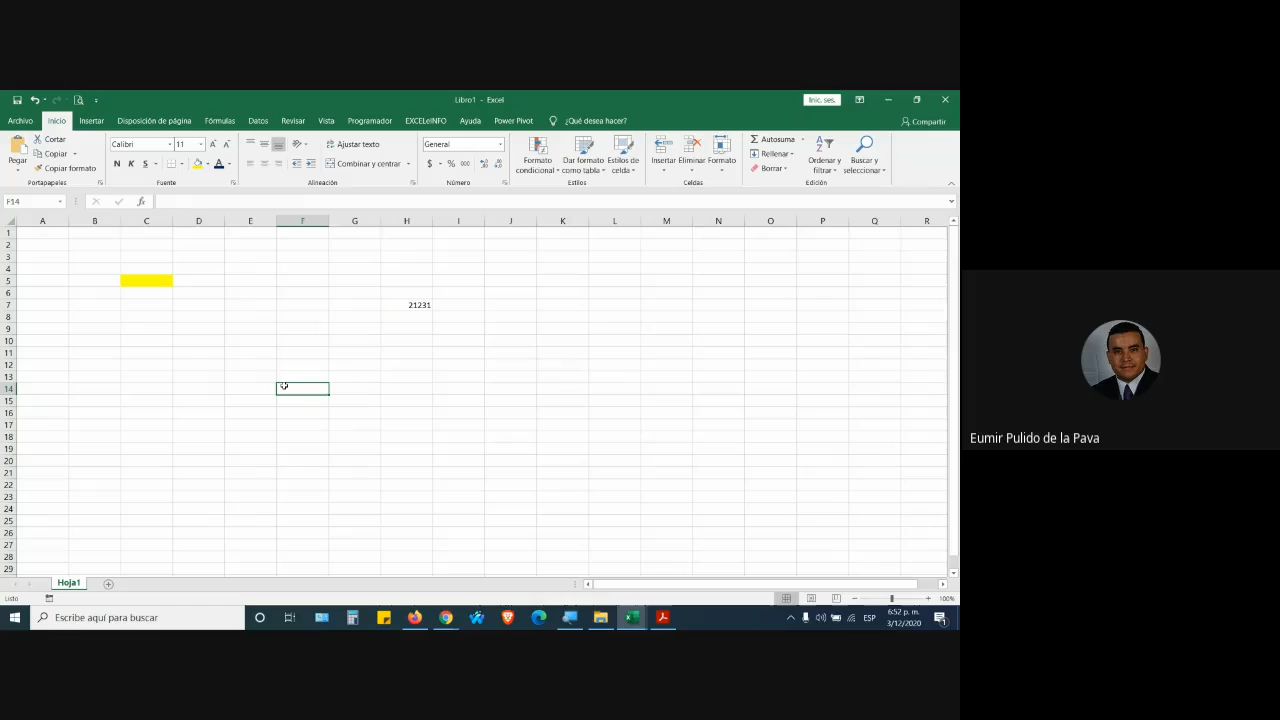 Libro1 - Excel
Inic. ses.
Archivo Inicio Insertar Disposición de página Fórmulas Datos Revisar Vista Programador EXCELeINFO Ayuda Power Pivot ¿Qué desea hacer? Compartir
Pegar
Cortar
Copiar
Copiar formato
Portapapeles
Calibri 11
N K S
Fuente
Ajustar texto
Combinar y centrar
Alineación
General
$ % 000
Número
Formato condicional
Dar formato como tabla
Estilos de celda
Estilos
Insertar Eliminar Formato
Celdas
Autosuma
Rellenar
Borrar
Ordenar y filtrar
Buscar y seleccionar
Edición
F14 fx
A B C D E F G H I J K L M N O P Q R
1
2
3
4
5
6
7 21231
8
9
10
11
12
13
14
15
16
17
18
19
20
21
22
23
24
25
26
27
28
29
Hoja1
Listo 100%
Escribe aquí para buscar
ESP
6:52 p. m.
3/12/2020
1
Eumir Pulido de la Pava